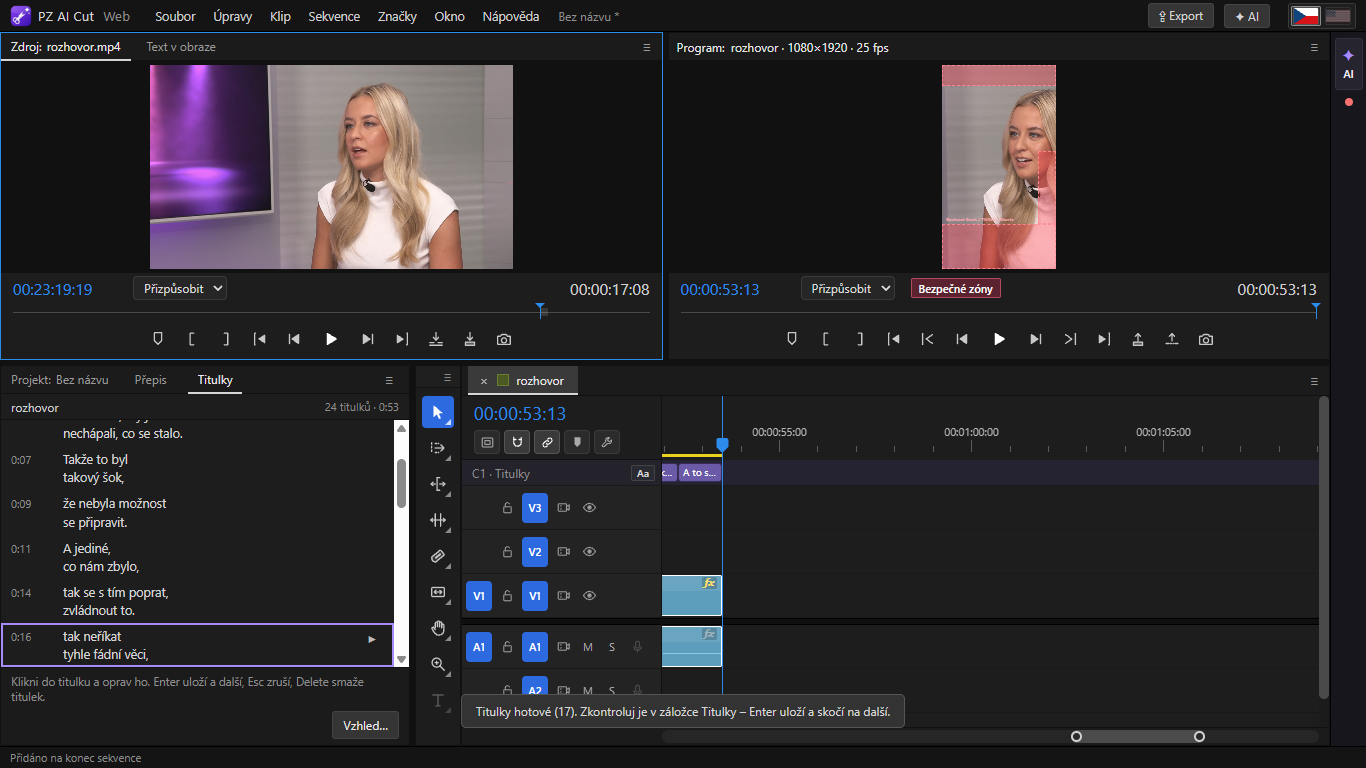 PZ AI Cut Web Soubor Úpravy Klip Sekvence Značky Okno Nápověda Bez názvu * Export AI
Zdroj: rozhovor.mp4 Text v obraze
Program: rozhovor · 1080×1920 · 25 fps
AI
00:23:19:19 Přizpůsobit 00:00:17:08
00:00:53:13 Přizpůsobit Bezpečné zóny 00:00:53:13
Projekt: Bez názvu Přepis Titulky
rozhovor 24 titulků · 0:53
nechápali, co se stalo.
0:07 Takže to byl
takový šok,
0:09 že nebyla možnost
se připravit.
0:11 A jediné,
co nám zbylo,
0:14 tak se s tím poprat,
zvládnout to.
0:16 tak neříkat
tyhle fádní věci,
Klikni do titulku a oprav ho. Enter uloží a další, Esc zruší, Delete smaže
titulek.
Vzhled...
× rozhovor
00:00:53:13
00:00:55:00 00:01:00:00 00:01:05:00
C1 · Titulky Aa A to s...
V3
V2
V1 V1 fx
A1 A1 M S fx
A2 M S
T
Titulky hotové (17). Zkontroluj je v záložce Titulky – Enter uloží a skočí na další.
Přidáno na konec sekvence